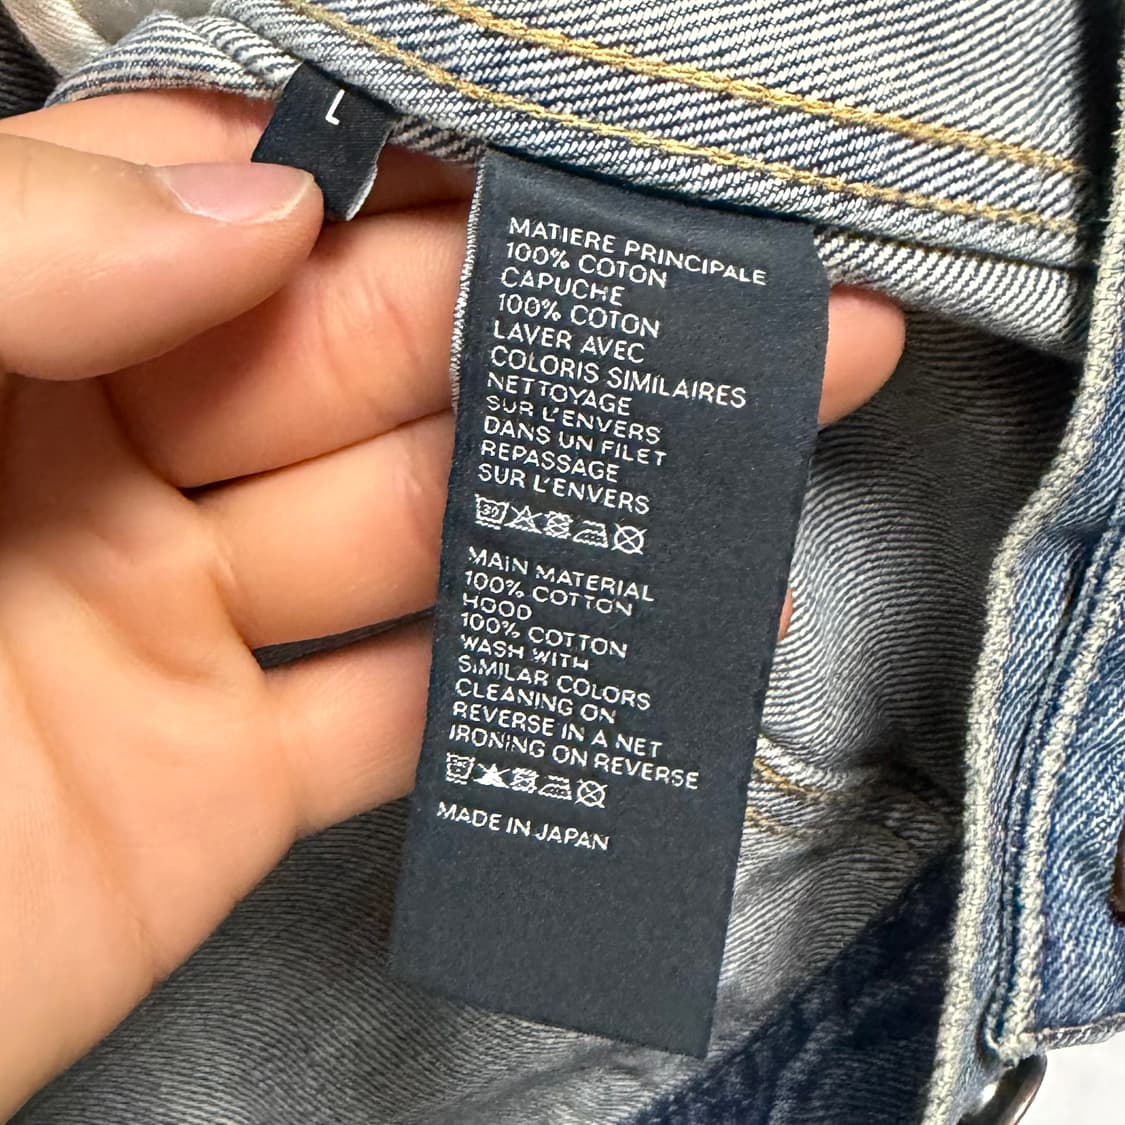 L
MATIERE PRINCIPALE
100% COTON
CAPUCHE
100% COTON
LAVER AVEC
COLORIS SIMILAIRES
NETTOYAGE
SUR L'ENVERS
DANS UN FILET
REPASSAGE
SUR L'ENVERS
30
MAIN MATERIAL
100% COTTON
HOOD
100% COTTON
WASH WITH
SIMILAR COLORS
CLEANING ON
REVERSE IN A NET
IRONING ON REVERSE
MADE IN JAPAN